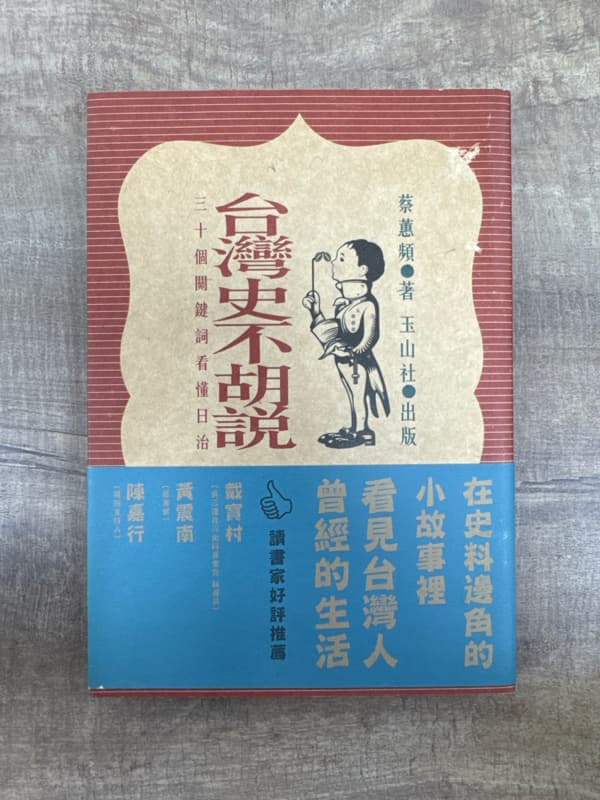 蔡蕙頻●著 玉山社●出版
台灣史不胡說
三十個關鍵詞看懂日治
在史料邊角的
小故事裡
看見台灣人
曾經的生活
讀書家好評推薦
戴寶村
黃震南
陳嘉行